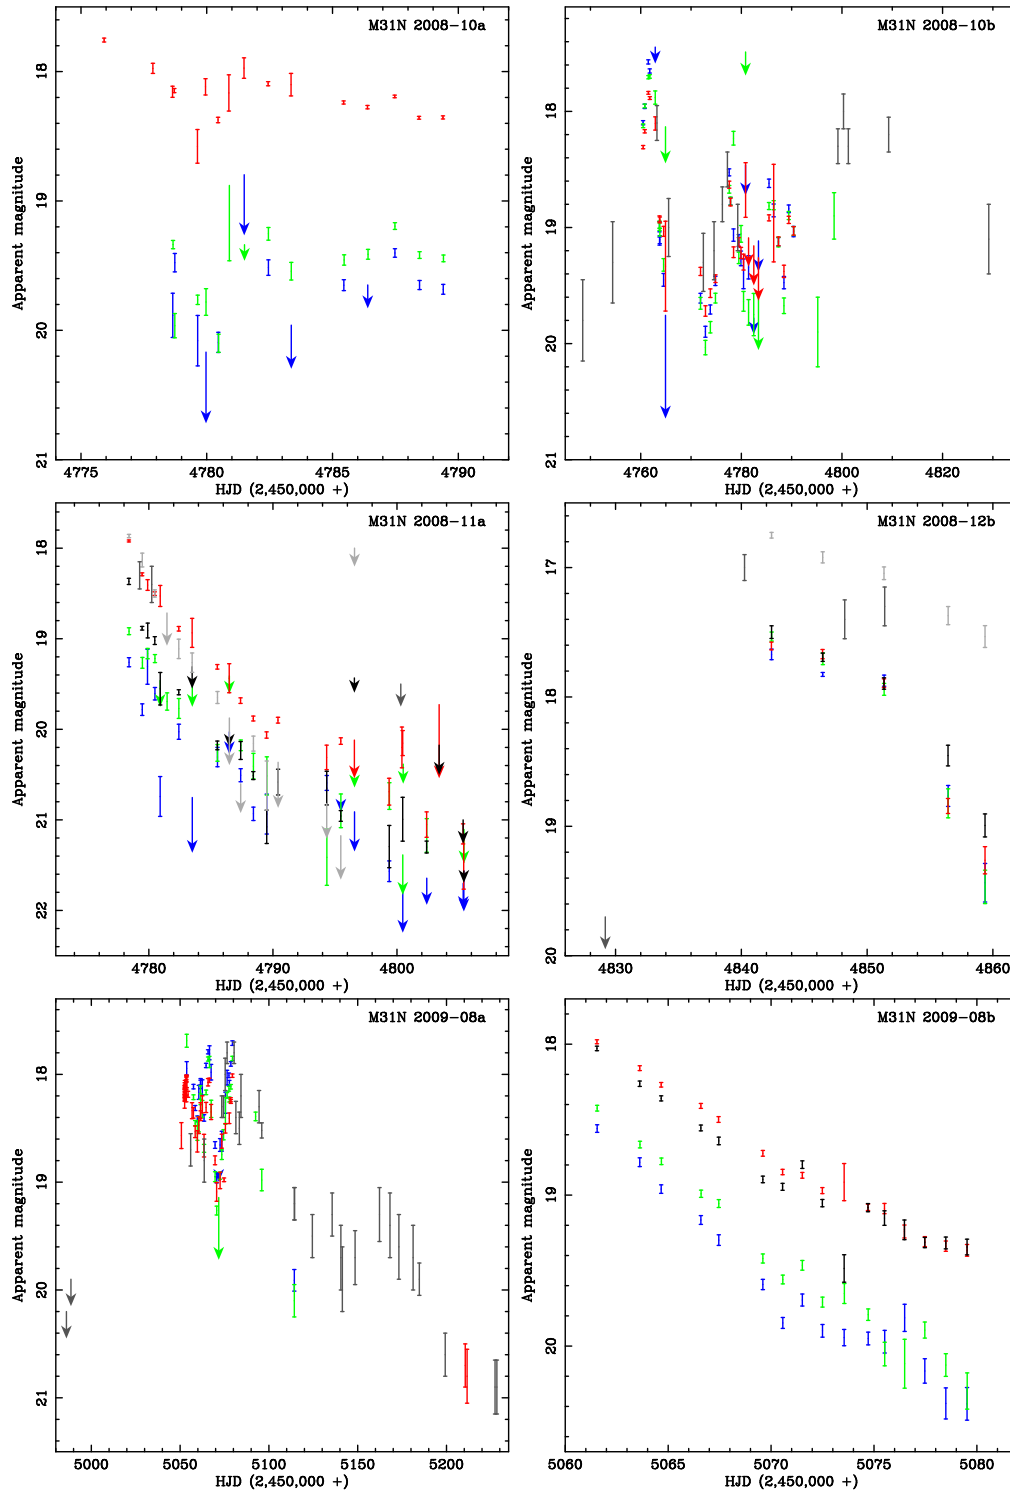 M31N 2008-10a
Apparent magnitude
18
19
20
21
4775
4780
4785
4790
HJD (2,450,000 +)
M31N 2008-10b
Apparent magnitude
18
19
20
21
4760
4780
4800
4820
HJD (2,450,000 +)
M31N 2008-11a
Apparent magnitude
18
19
20
21
22
4780
4790
4800
HJD (2,450,000 +)
M31N 2008-12b
Apparent magnitude
17
18
19
20
4830
4840
4850
4860
HJD (2,450,000 +)
M31N 2009-08a
Apparent magnitude
18
19
20
21
5000
5050
5100
5150
5200
HJD (2,450,000 +)
M31N 2009-08b
Apparent magnitude
18
19
20
5060
5065
5070
5075
5080
HJD (2,450,000 +)